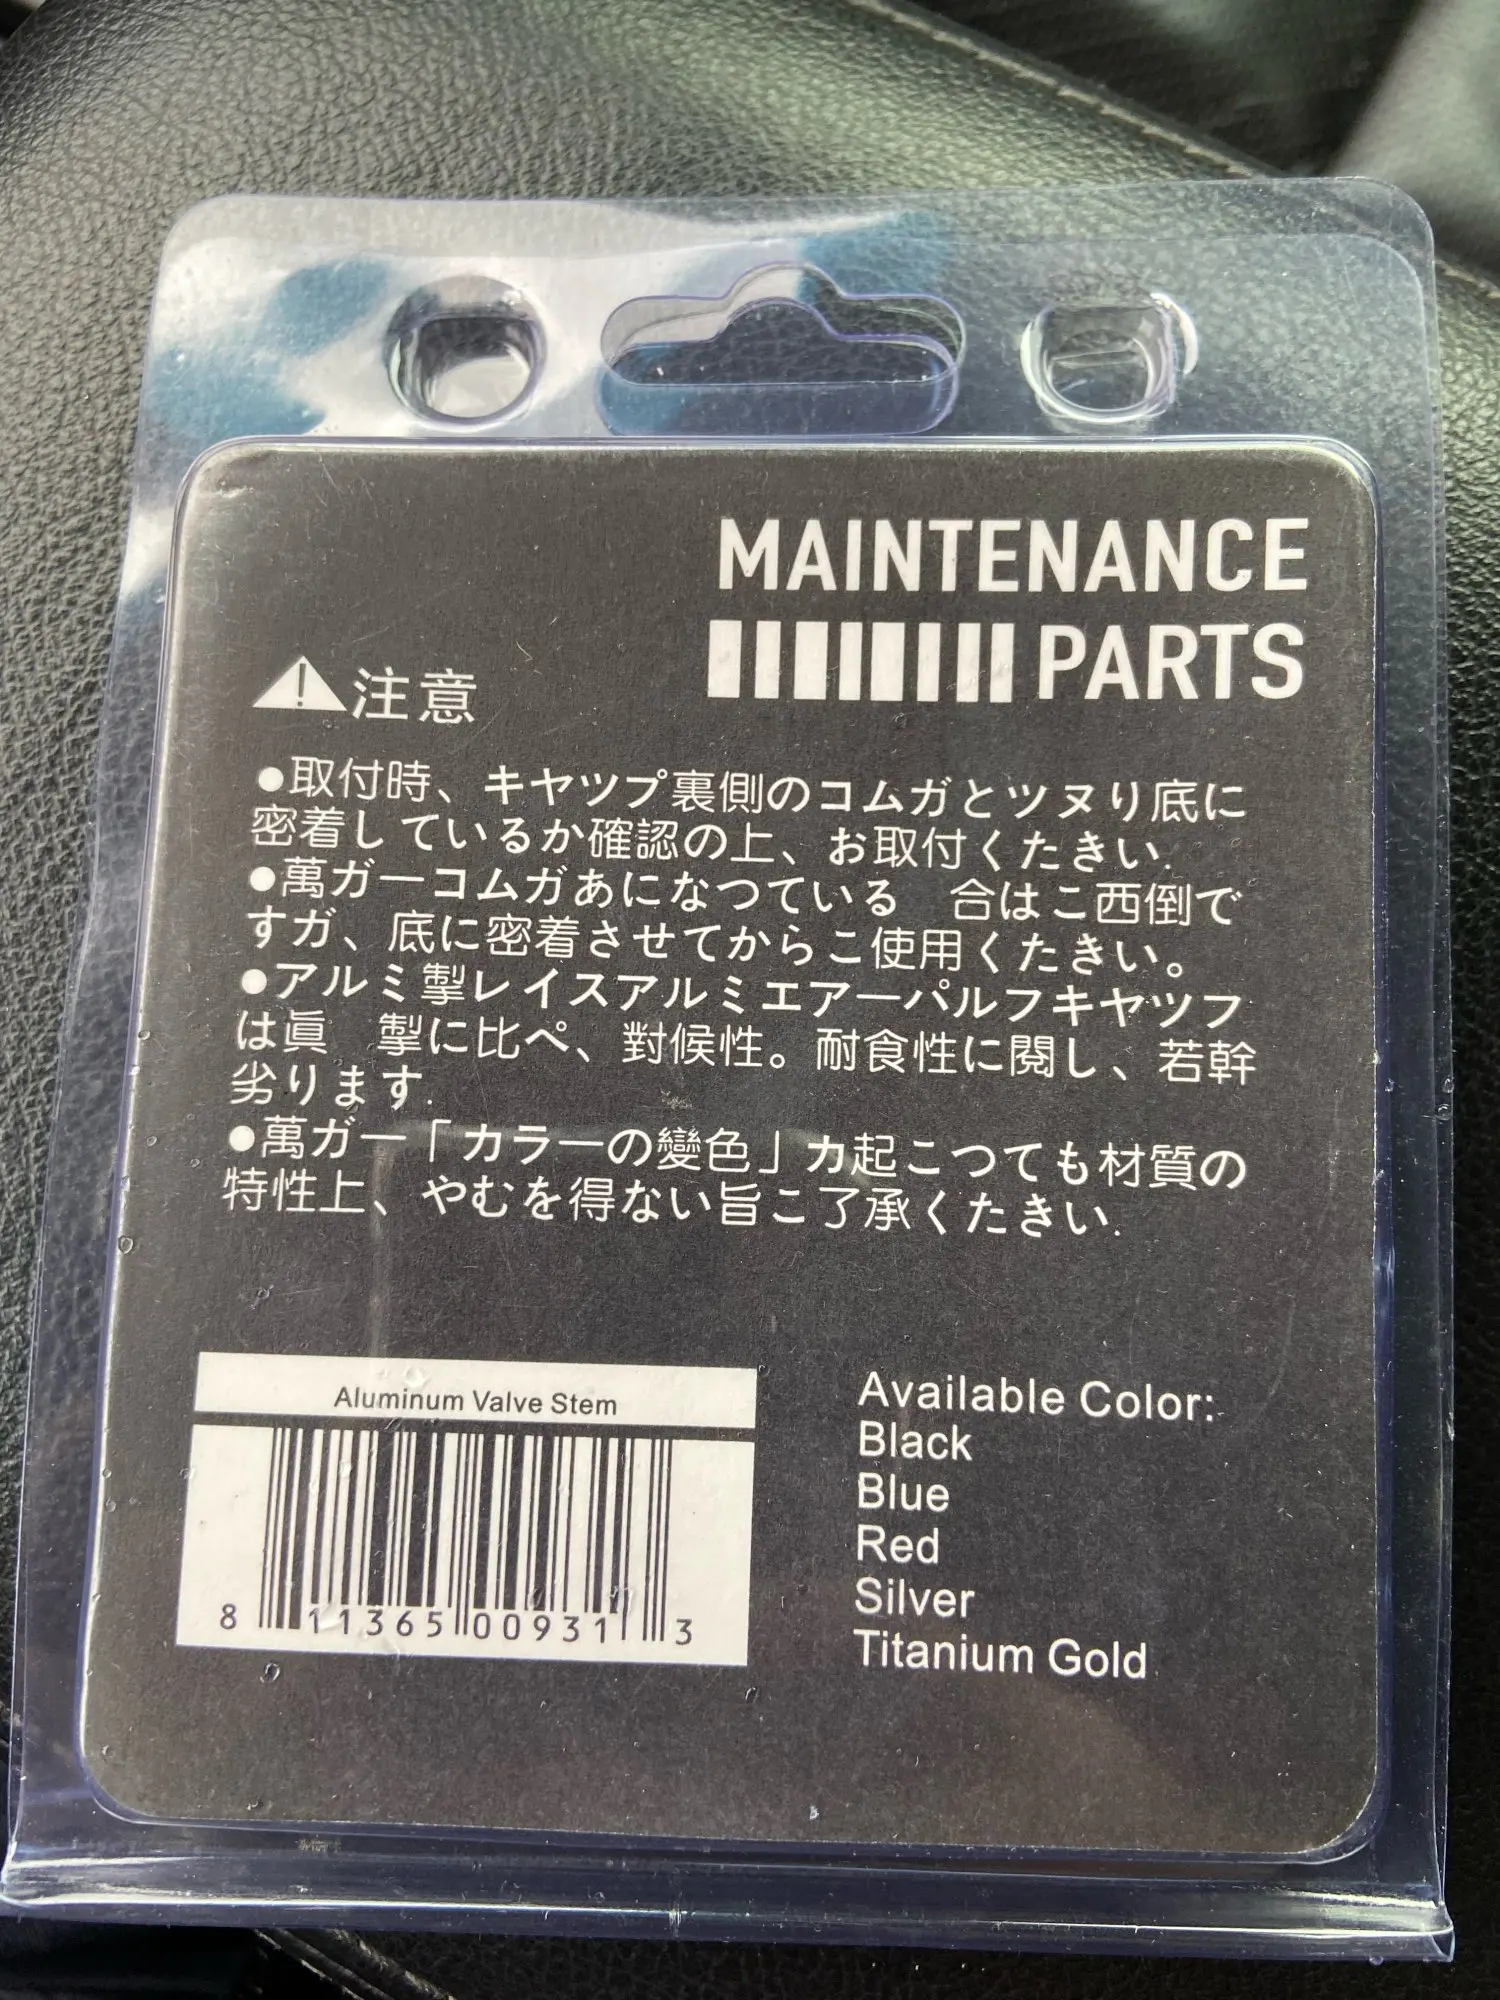 MAINTENANCE
PARTS
注意
●取付時、キヤツプ裏側のコムガとツヌり底に
密着しているか確認の上、お取付くたきい.
●萬ガーコムガあになつている　合はこ西倒で
すガ、底に密着させてからこ使用くたきい。
●アルミ掣レイスアルミエアーパルフキヤツフ
は眞　掣に比ペ、對候性。耐食性に閱し、若幹
劣ります.
●萬ガー「カラーの變色」カ起こつても材質の
特性上、やむを得ない旨こ了承くたきい.
Aluminum Valve Stem
8 11365 00931 3
Available Color:
Black
Blue
Red
Silver
Titanium Gold